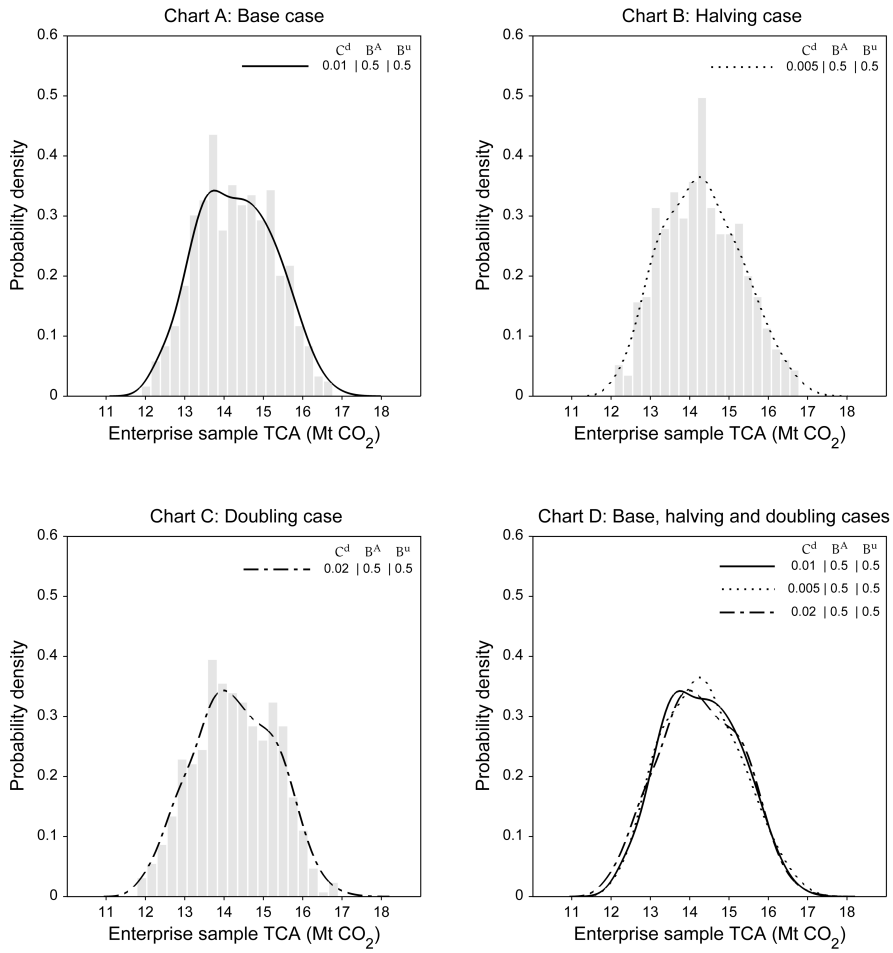 Chart A: Base case
C^d B^A B^u
0.01 | 0.5 | 0.5
0.6
0.5
0.4
0.3
0.2
0.1
0
Probability density
11 12 13 14 15 16 17 18
Enterprise sample TCA (Mt CO₂)
Chart B: Halving case
C^d B^A B^u
0.005 | 0.5 | 0.5
0.6
0.5
0.4
0.3
0.2
0.1
0
Probability density
11 12 13 14 15 16 17 18
Enterprise sample TCA (Mt CO₂)
Chart C: Doubling case
C^d B^A B^u
0.02 | 0.5 | 0.5
0.6
0.5
0.4
0.3
0.2
0.1
0
Probability density
11 12 13 14 15 16 17 18
Enterprise sample TCA (Mt CO₂)
Chart D: Base, halving and doubling cases
C^d B^A B^u
0.01 | 0.5 | 0.5
0.005 | 0.5 | 0.5
0.02 | 0.5 | 0.5
0.6
0.5
0.4
0.3
0.2
0.1
0
Probability density
11 12 13 14 15 16 17 18
Enterprise sample TCA (Mt CO₂)